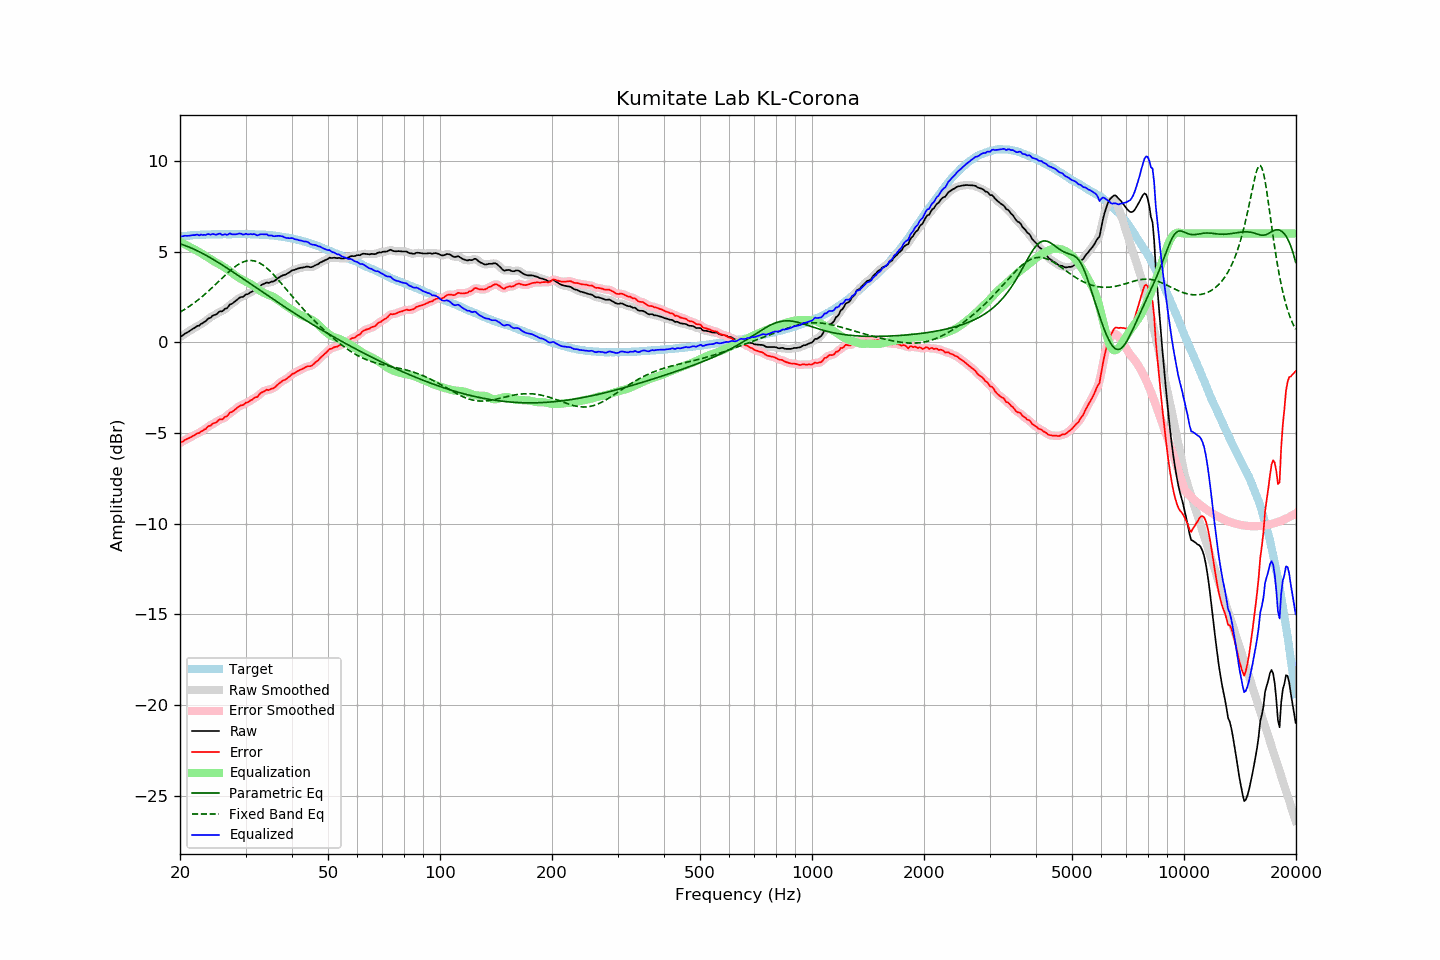 Kumitate Lab KL-Corona
10
5
0
−5
−10
−15
−20
−25
Amplitude (dBr)
Target
Raw Smoothed
Error Smoothed
Raw
Error
Equalization
Parametric Eq
Fixed Band Eq
Equalized
20 50 100 200 500 1000 2000 5000 10000 20000
Frequency (Hz)